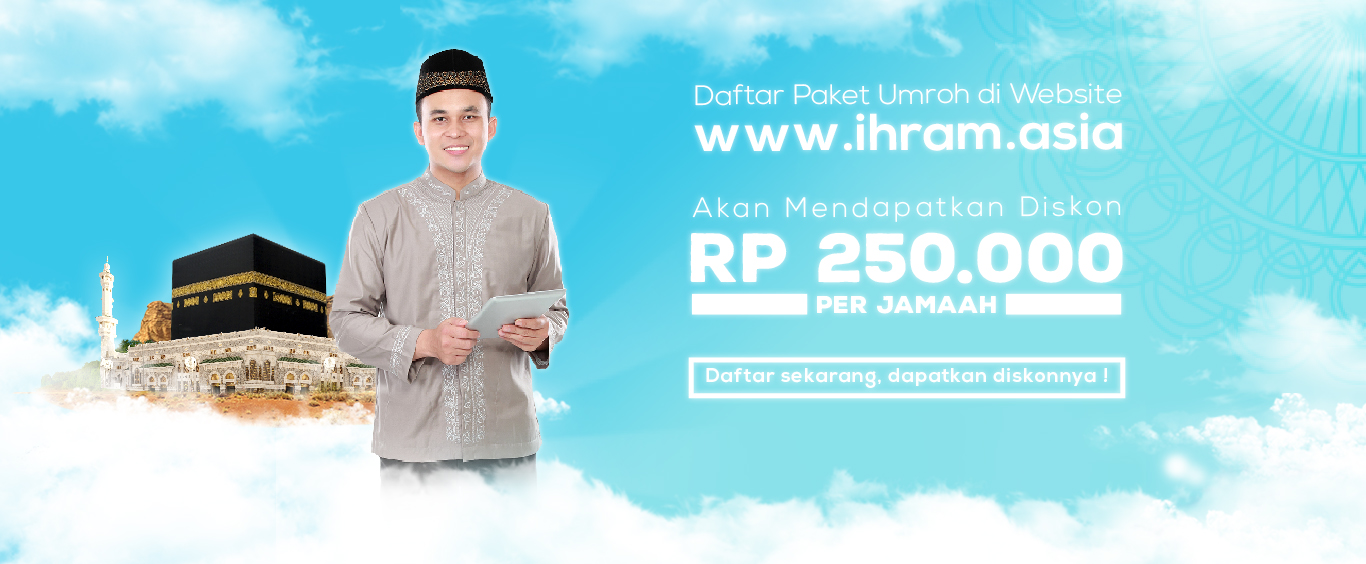 Daftar Paket Umroh di Website
www.ihram.asia
Akan Mendapatkan Diskon
RP 250.000
PER JAMAAH
Daftar sekarang, dapatkan diskonnya !